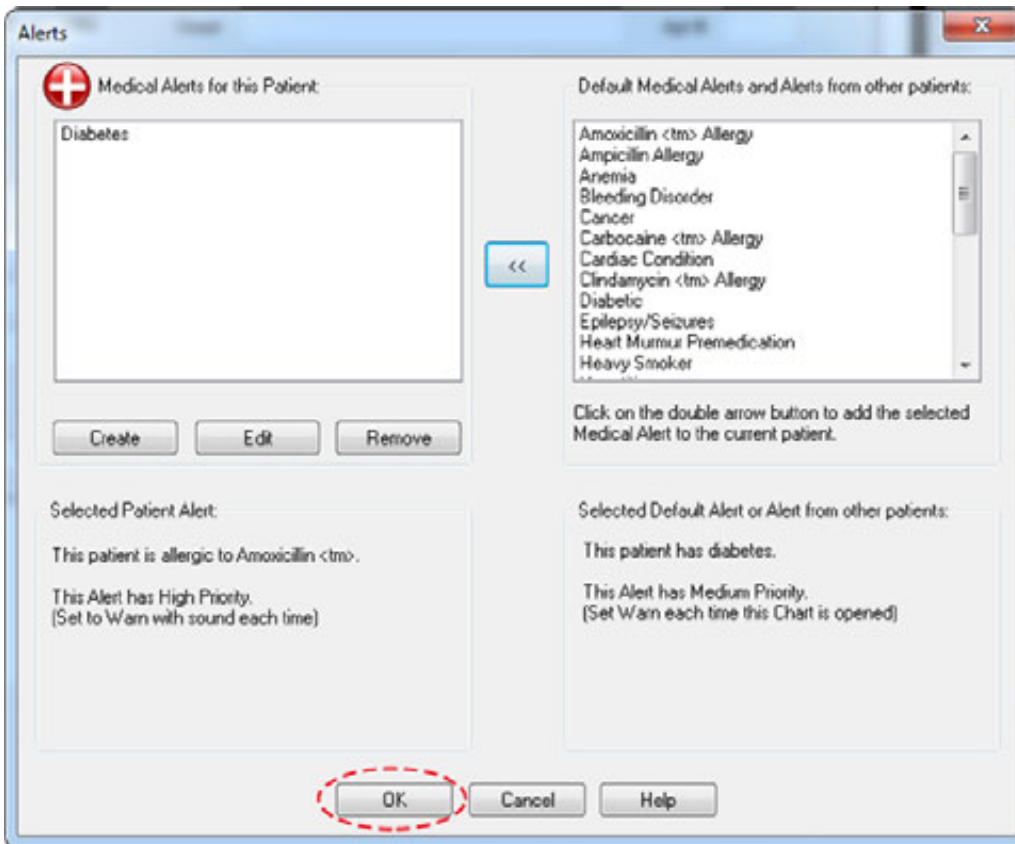 Alerts
Medical Alerts for this Patient:
Diabetes
Create
Edit
Remove
Default Medical Alerts and Alerts from other patients:
Amoxicillin <tm> Allergy
Ampicillin Allergy
Anemia
Bleeding Disorder
Cancer
Carbocaine <tm> Allergy
Cardiac Condition
Clindamycin <tm> Allergy
Diabetic
Epilepsy/Seizures
Heart Murmur Premedication
Heavy Smoker
<<
Click on the double arrow button to add the selected
Medical Alert to the current patient.
Selected Patient Alert:
This patient is allergic to Amoxicillin <tm>.
This Alert has High Priority.
(Set to Warn with sound each time)
Selected Default Alert or Alert from other patients:
This patient has diabetes.
This Alert has Medium Priority.
(Set Warn each time this Chart is opened)
OK
Cancel
Help